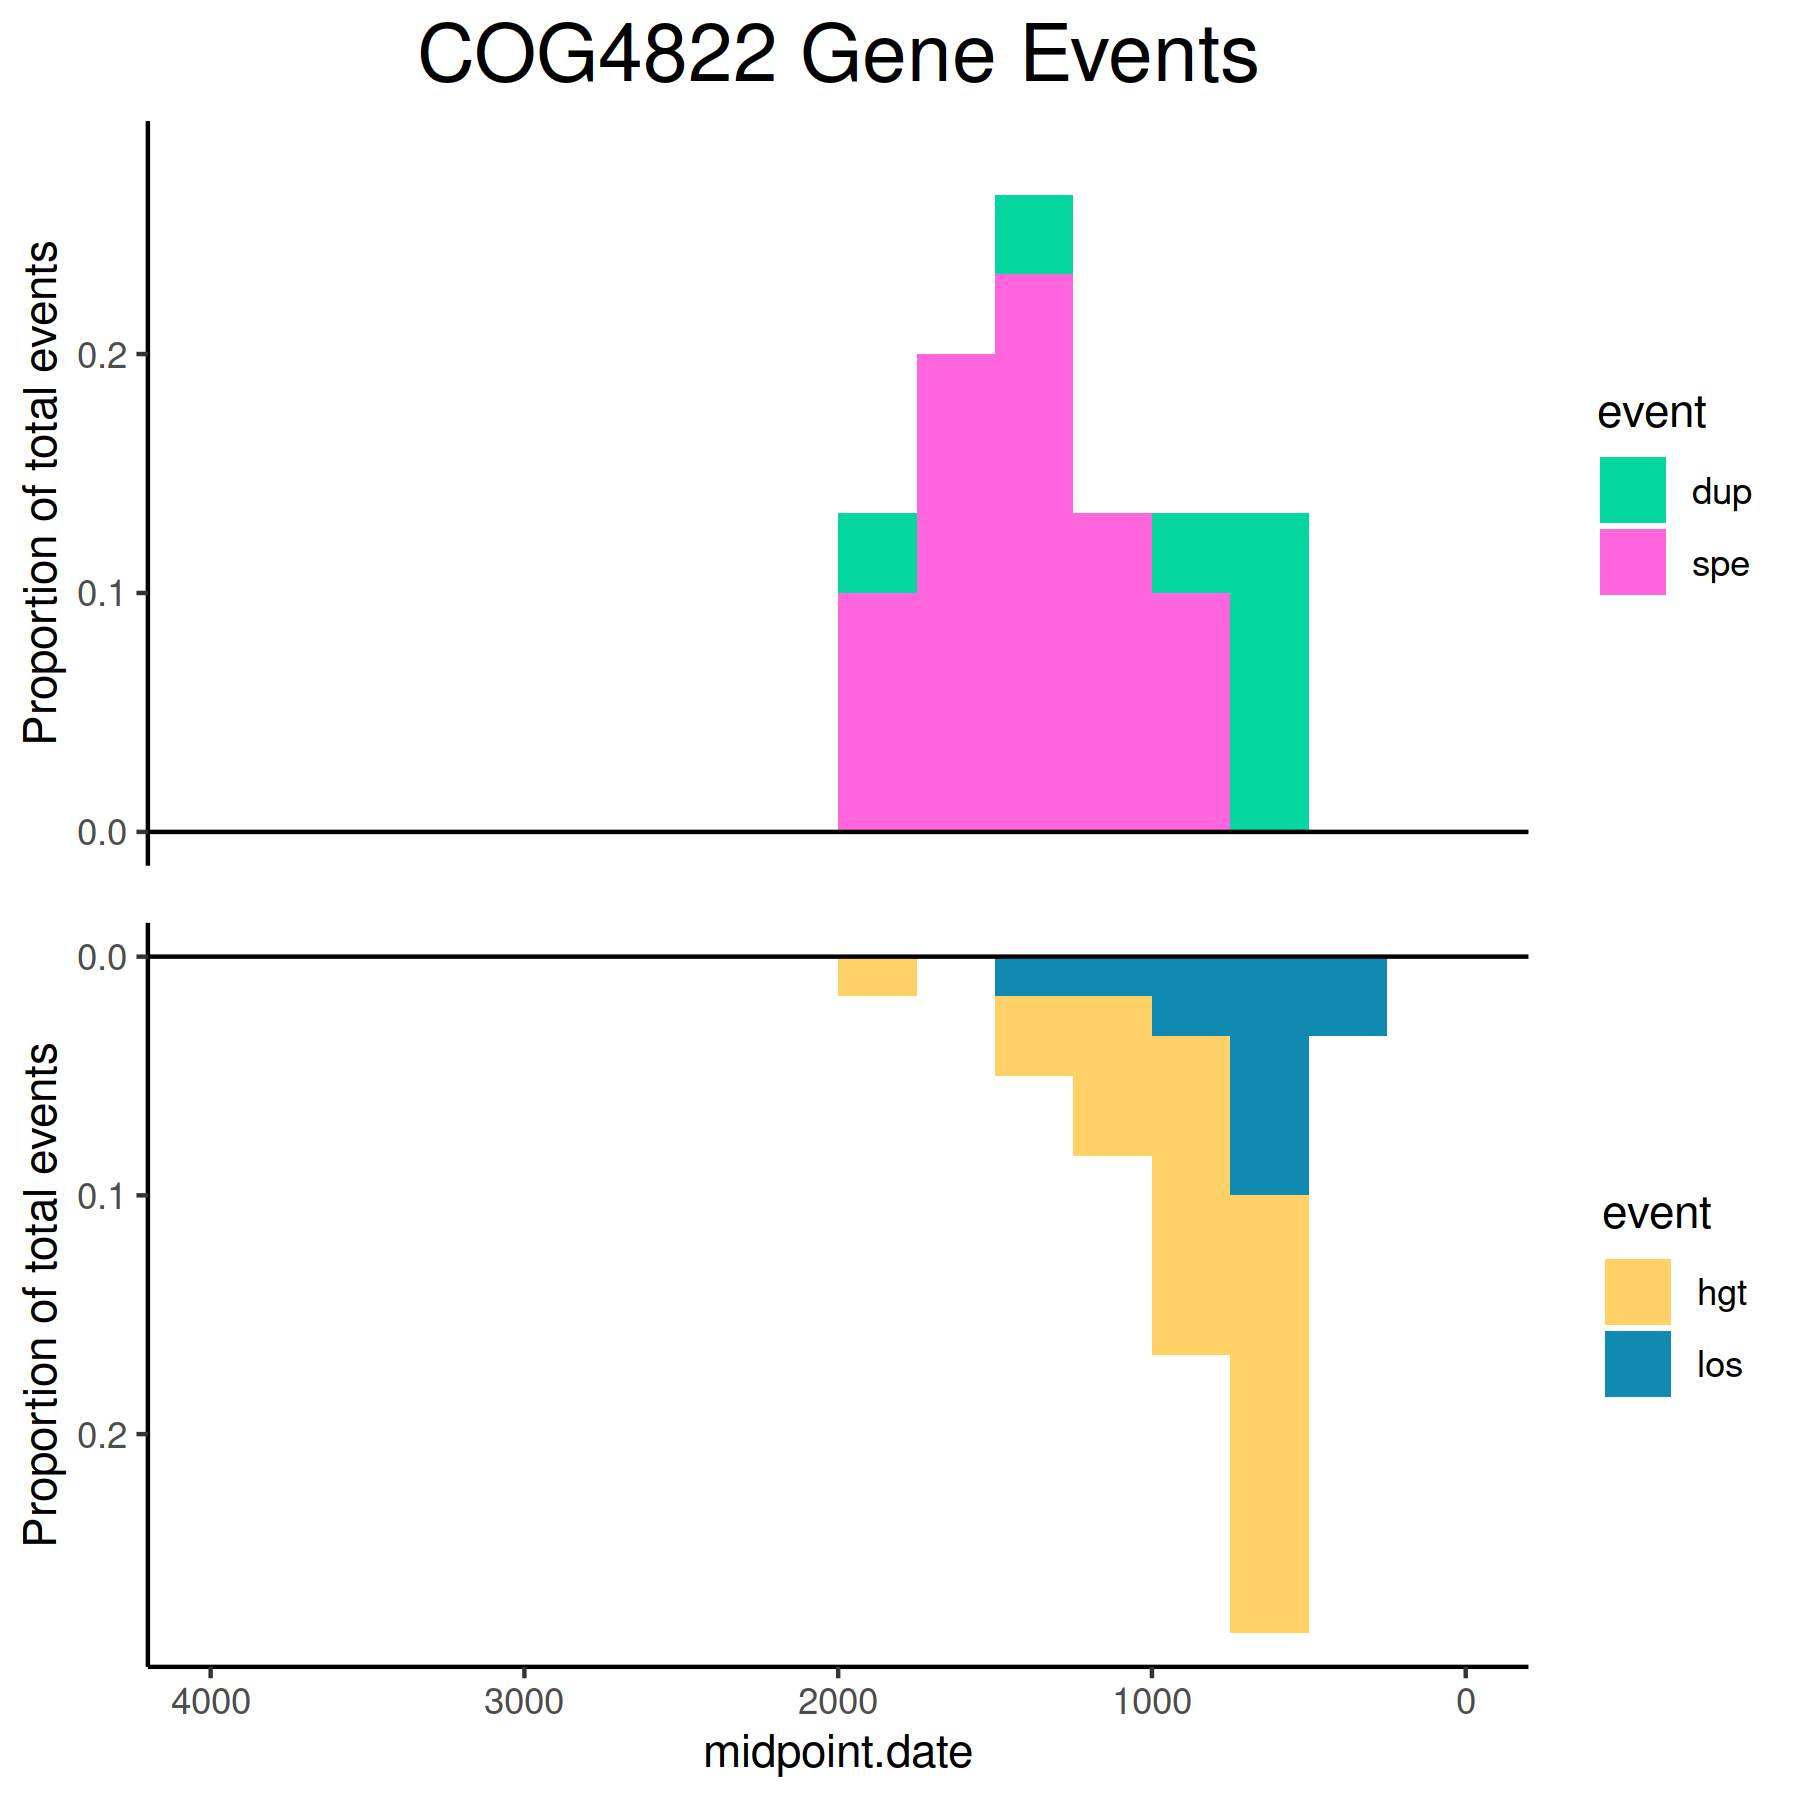 COG4822 Gene Events
Proportion of total events
0.2
0.1
0.0
event
dup
spe
Proportion of total events
0.0
0.1
0.2
event
hgt
los
4000 3000 2000 1000 0
midpoint.date